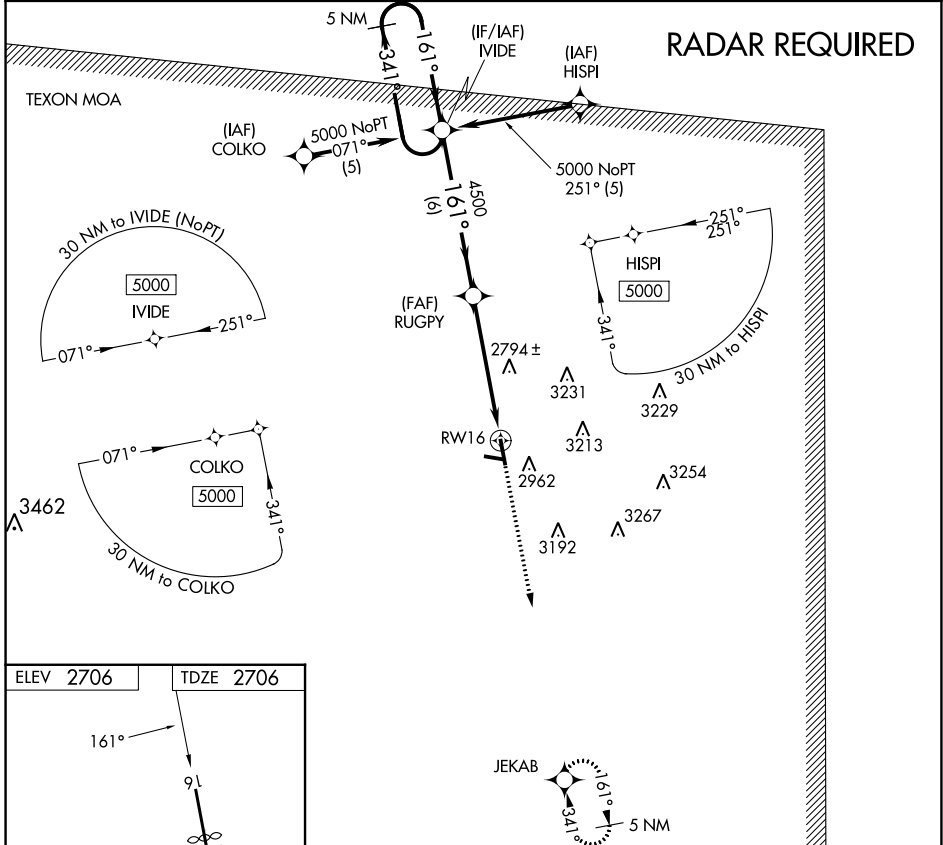 RADAR REQUIRED
5 NM
341°
161°
(IF/IAF)
IVIDE
(IAF)
HISPI
TEXON MOA
(IAF)
COLKO
5000 NoPT
071°
(5)
5000 NoPT
251° (5)
4500
161°
(6)
30 NM to IVIDE (NoPT)
5000
IVIDE
071°
251°
251°
251°
HISPI
5000
341°
30 NM to HISPI
(FAF)
RUGPY
2794 ±
3231
3229
3213
RW16
2962
3254
3267
3192
071°
COLKO
5000
341°
30 NM to COLKO
3462
ELEV 2706
TDZE 2706
161°
16
JEKAB
161°
341°
5 NM